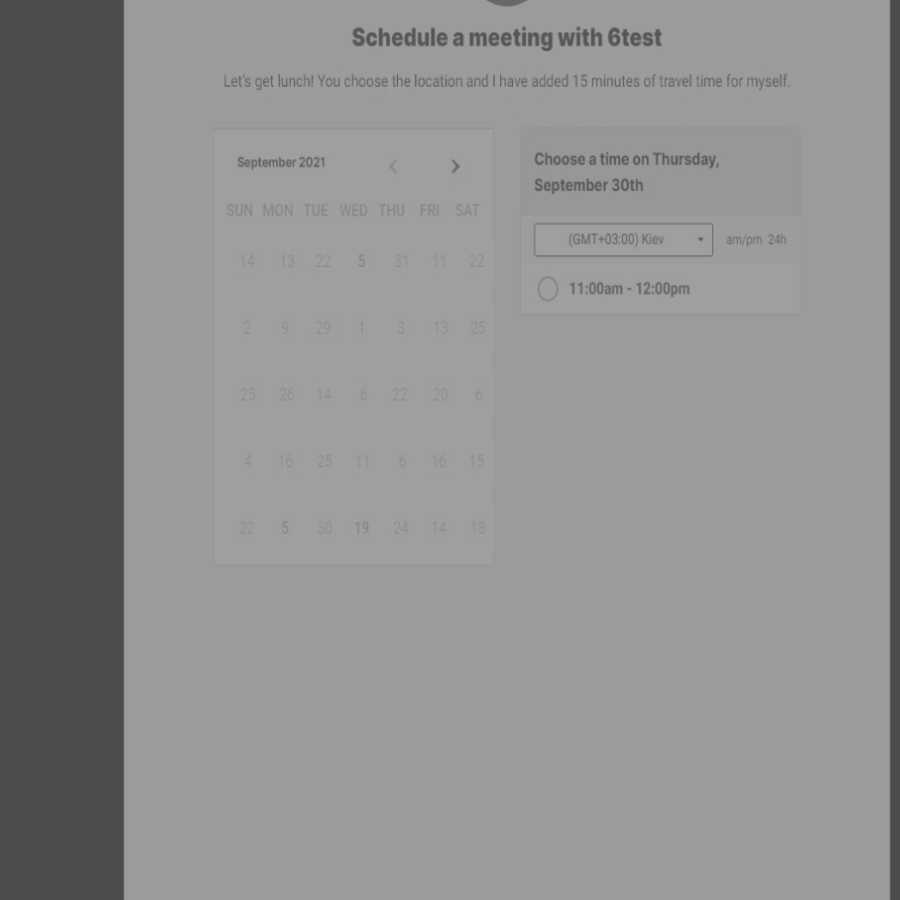 Schedule a meeting with 6test
Let's get lunch! You choose the location and I have added 15 minutes of travel time for myself.
September 2021
SUN MON TUE WED THU FRI SAT
14 13 22 5 31 11 22
2 9 29 1 3 13 25
25 26 14 6 22 20 6
4 16 25 11 6 16 15
22 5 30 19 24 14 18
Choose a time on Thursday,
September 30th
(GMT+03:00) Kiev am/pm 24h
11:00am - 12:00pm